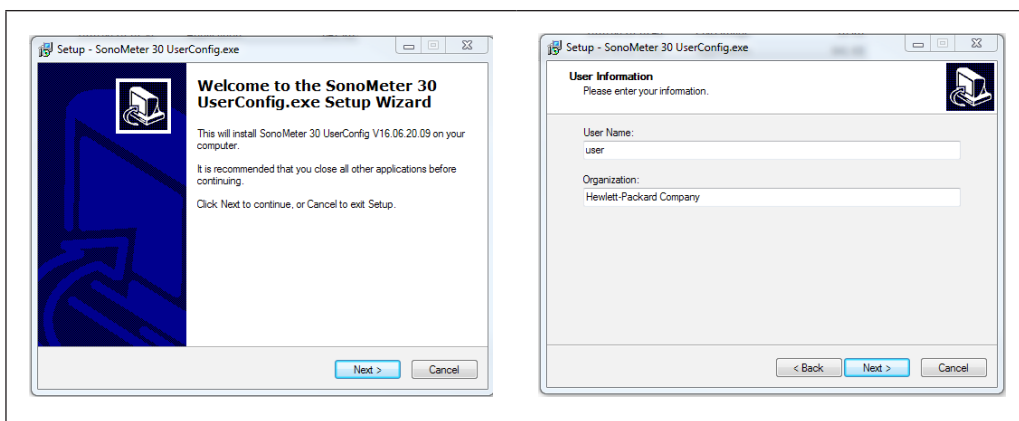 Setup - SonoMeter 30 UserConfig.exe
Welcome to the SonoMeter 30
UserConfig.exe Setup Wizard
This will install SonoMeter 30 UserConfig V16.06.20.09 on your
computer.
It is recommended that you close all other applications before
continuing.
Click Next to continue, or Cancel to exit Setup.
Next >
Cancel
Setup - SonoMeter 30 UserConfig.exe
User Information
Please enter your information.
User Name:
user
Organization:
Hewlett-Packard Company
< Back
Next >
Cancel